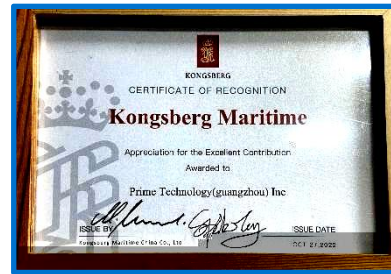 KONGSBERG
CERTIFICATE OF RECOGNITION
Kongsberg Maritime
Appreciation for the Excellent Contribution
Awarded to
Prime Technology(guangzhou) Inc
ISSUE BY
ISSUE DATE
Kongsberg Maritime China Co., Ltd
OCT 27,2022